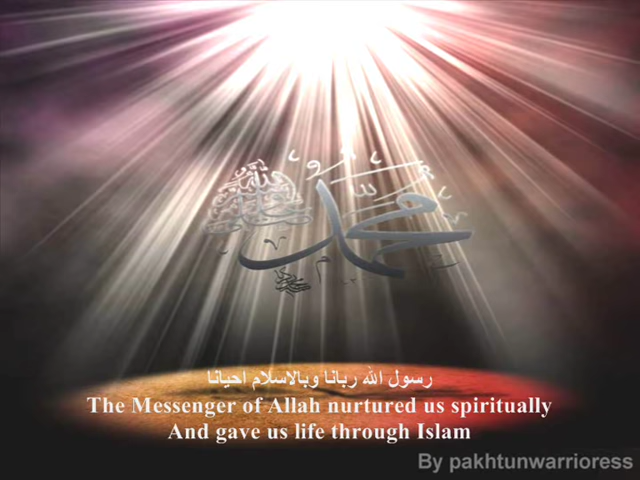 محمد
رسول الله ربانا وبالاسلام احيانا
The Messenger of Allah nurtured us spiritually
And gave us life through Islam
By pakhtunwarrioress